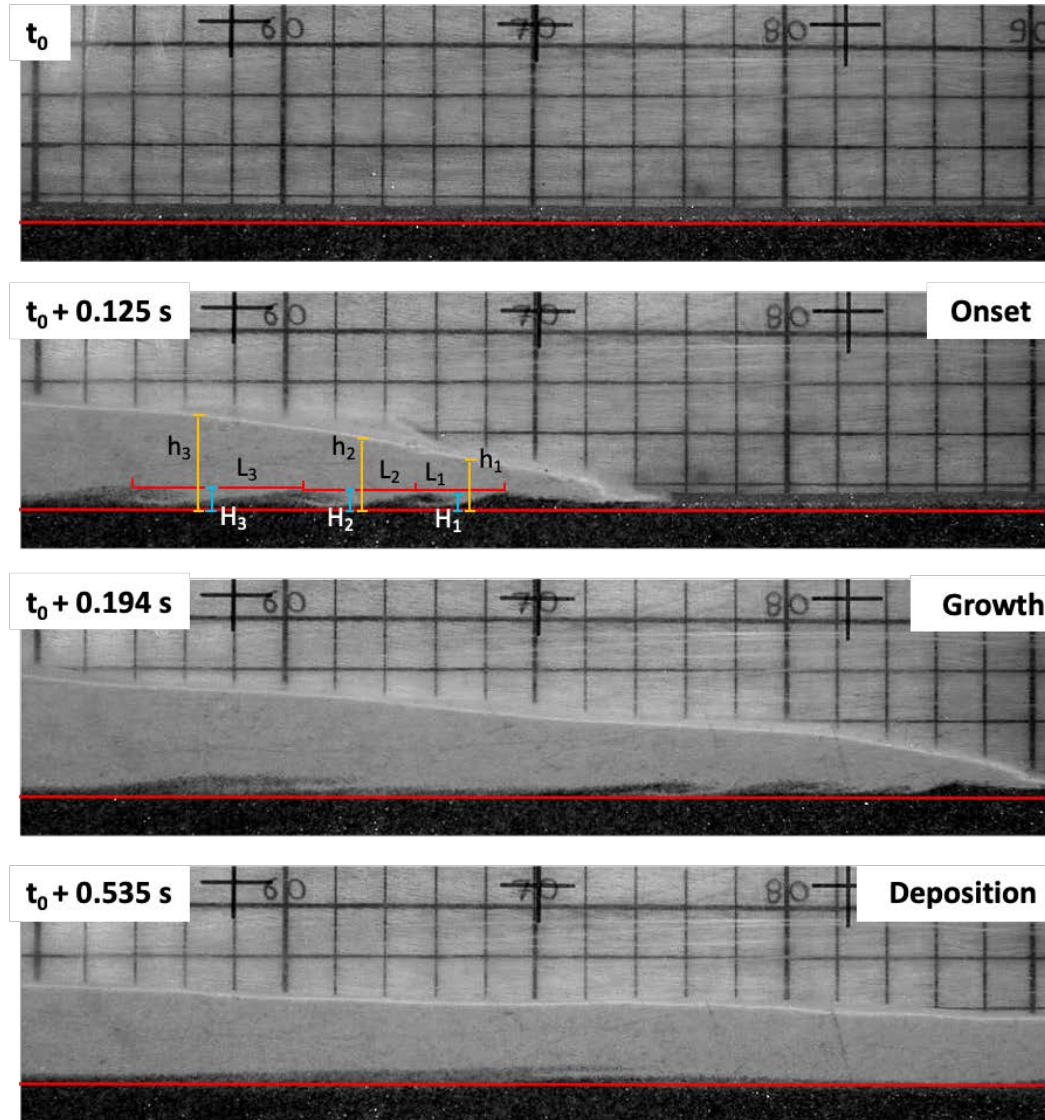 t0
60 70 80 90
t0 + 0.125 s
Onset
60 70 80
h3 h2 h1
L3 L2 L1
H3 H2 H1
t0 + 0.194 s
Growth
60 70 80
t0 + 0.535 s
Deposition
60 70 80